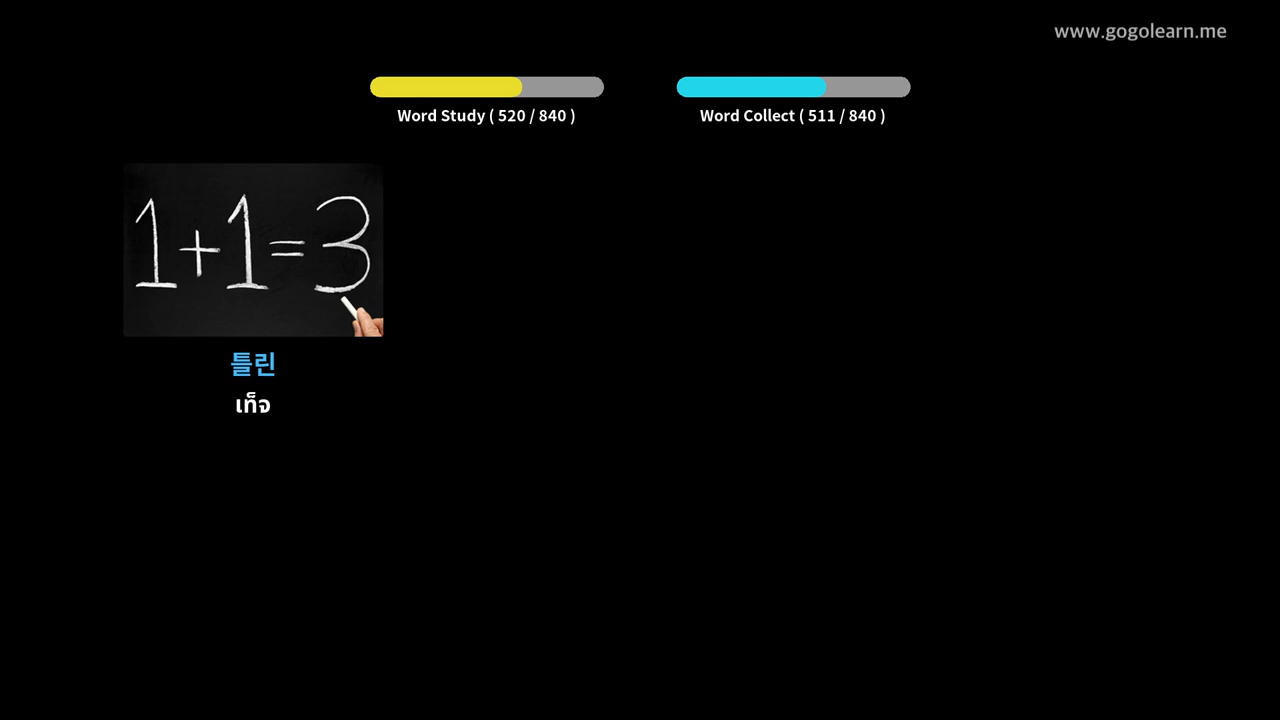 www.gogolearn.me
Word Study ( 520 / 840 )
Word Collect ( 511 / 840 )
1+1=3
틀린
เท็จ